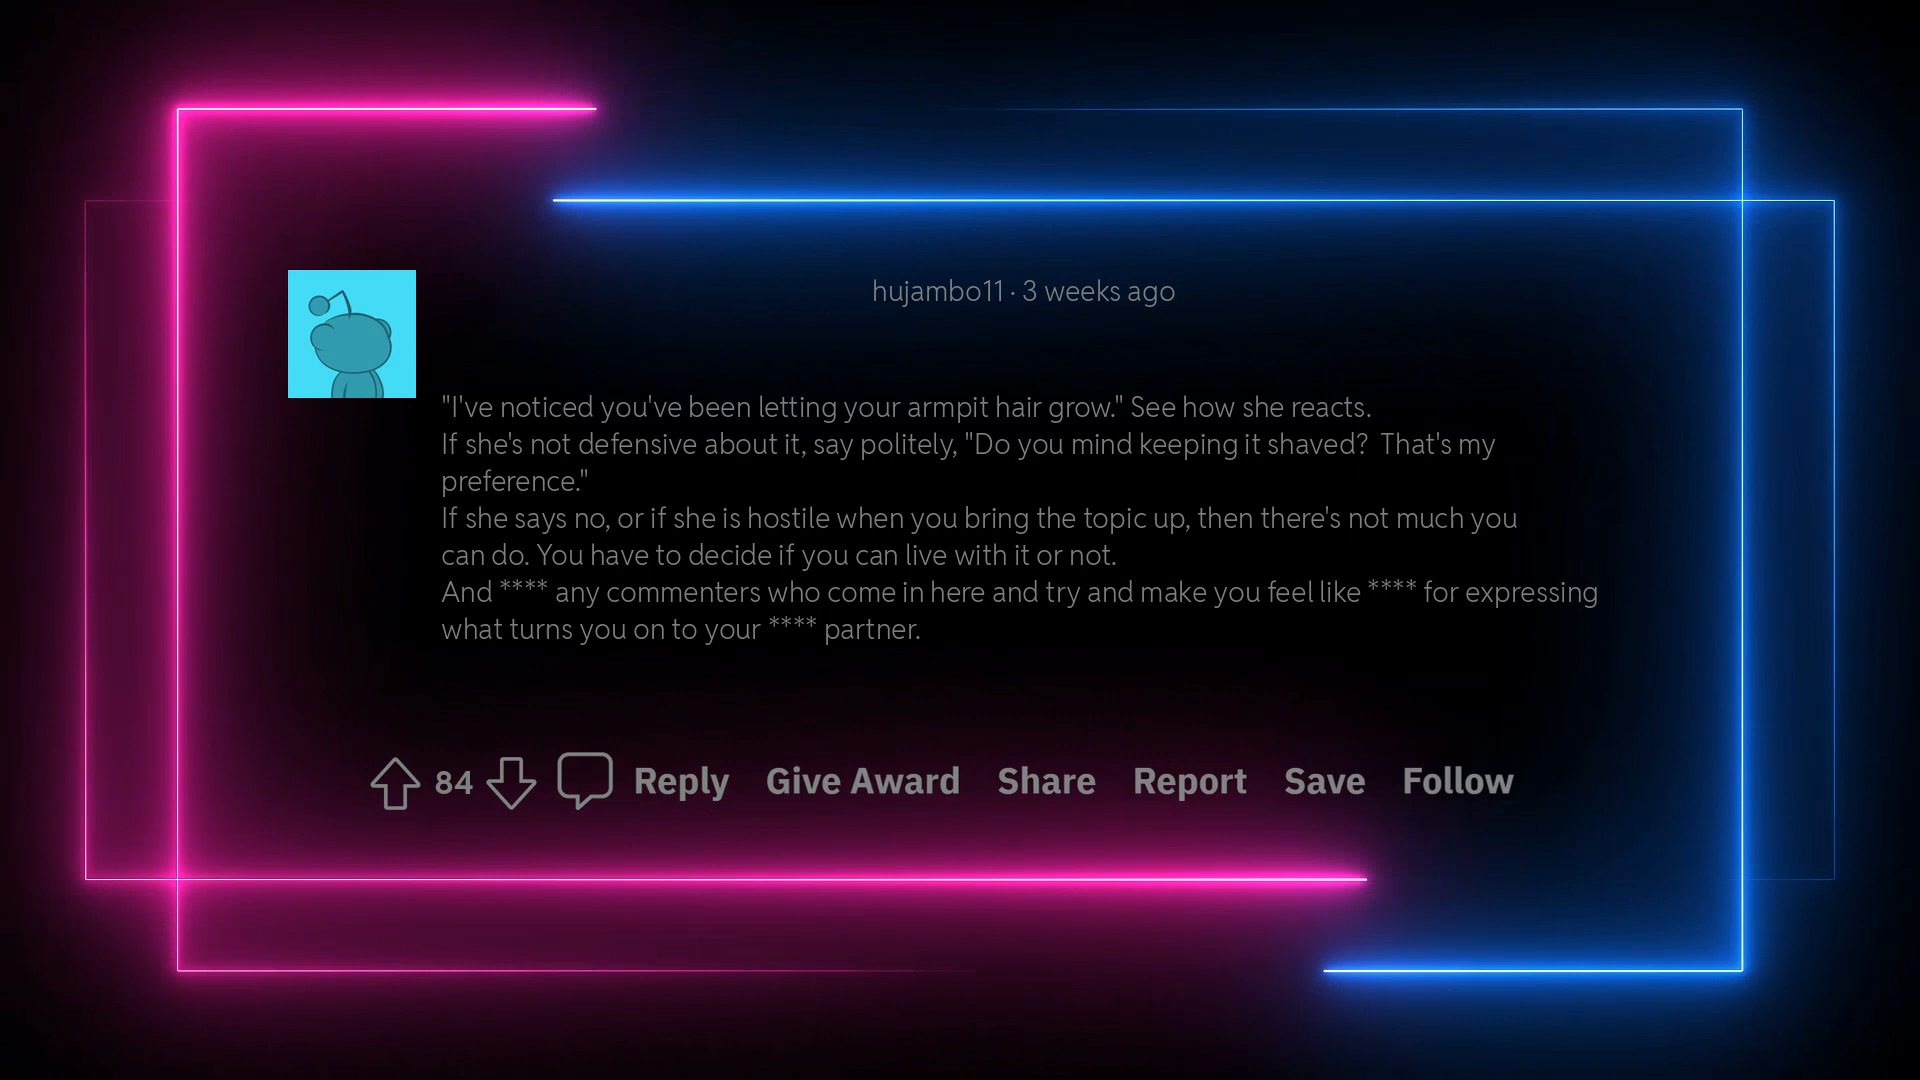 hujambo11 · 3 weeks ago
"I've noticed you've been letting your armpit hair grow." See how she reacts.
If she's not defensive about it, say politely, "Do you mind keeping it shaved?  That's my
preference."
If she says no, or if she is hostile when you bring the topic up, then there's not much you
can do. You have to decide if you can live with it or not.
And **** any commenters who come in here and try and make you feel like **** for expressing
what turns you on to your **** partner.
84 Reply Give Award Share Report Save Follow